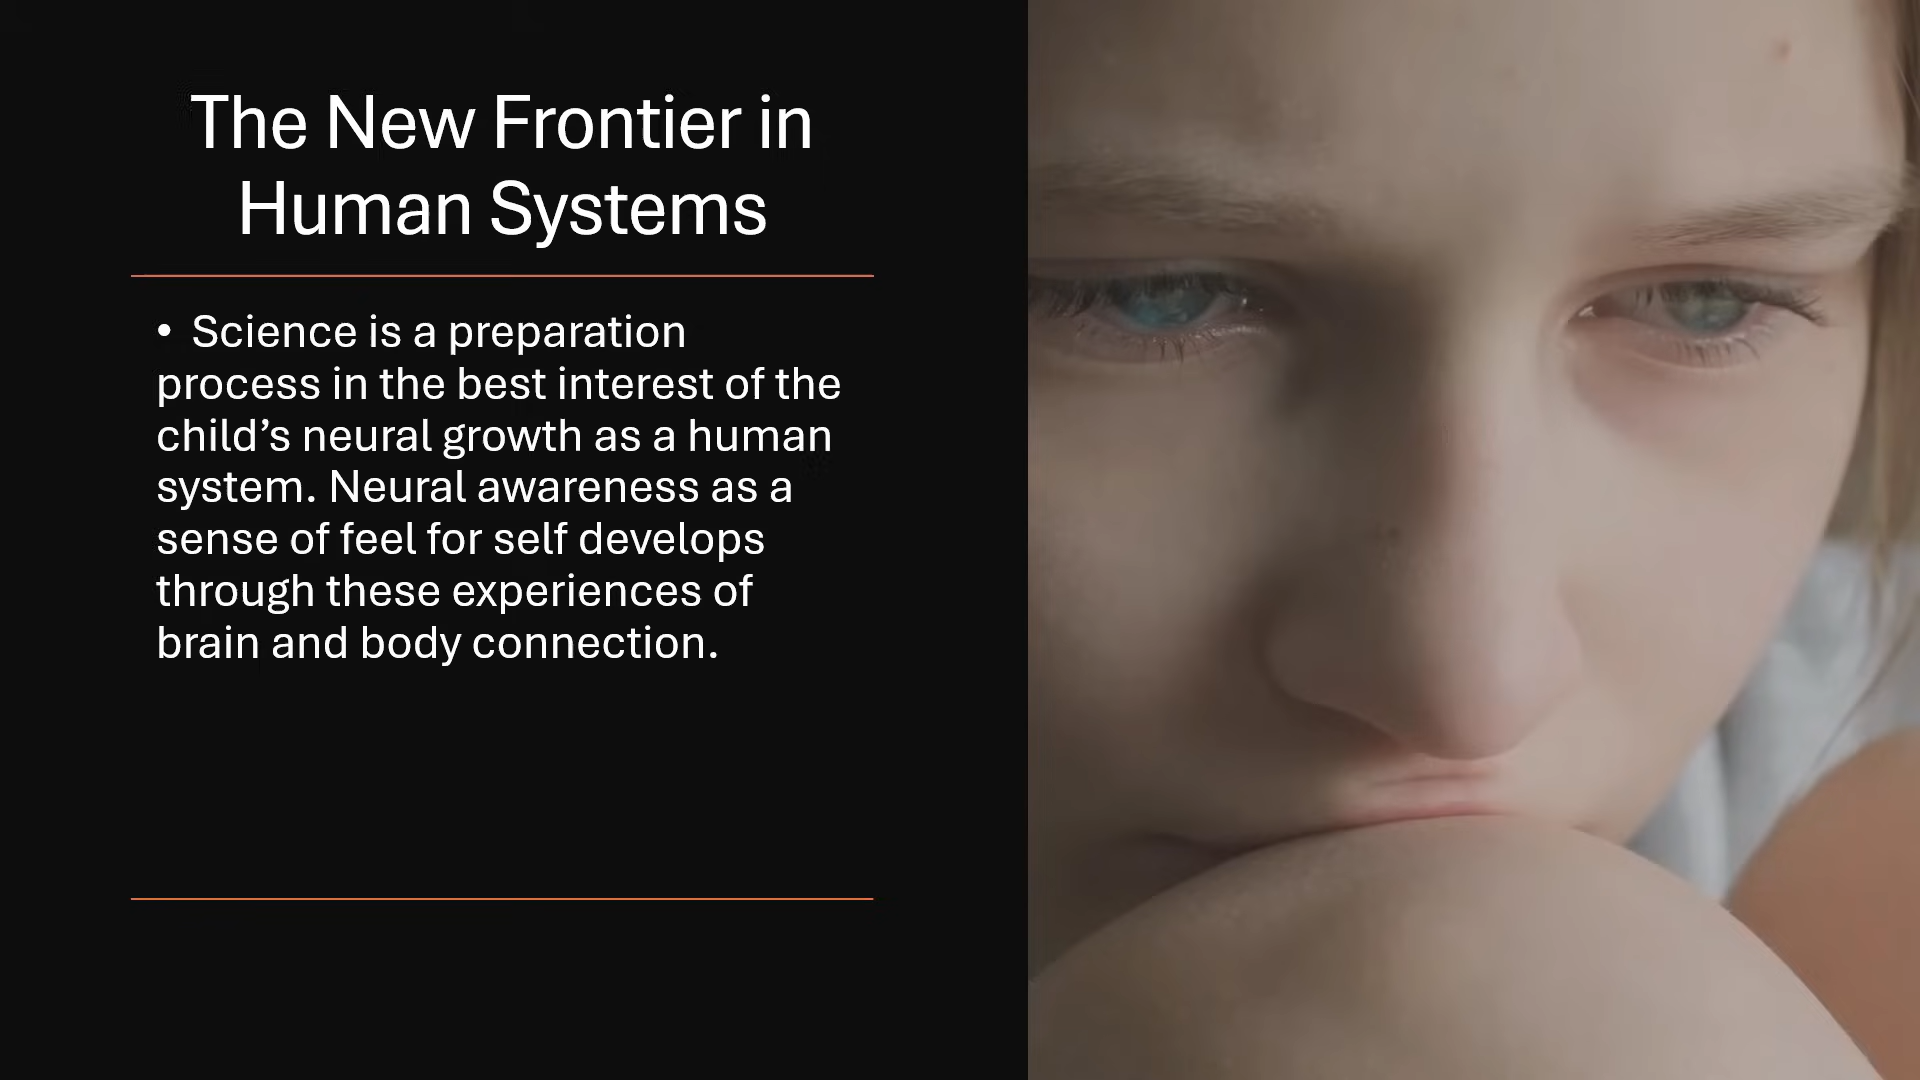 The New Frontier in
Human Systems
• Science is a preparation
process in the best interest of the
child’s neural growth as a human
system. Neural awareness as a
sense of feel for self develops
through these experiences of
brain and body connection.